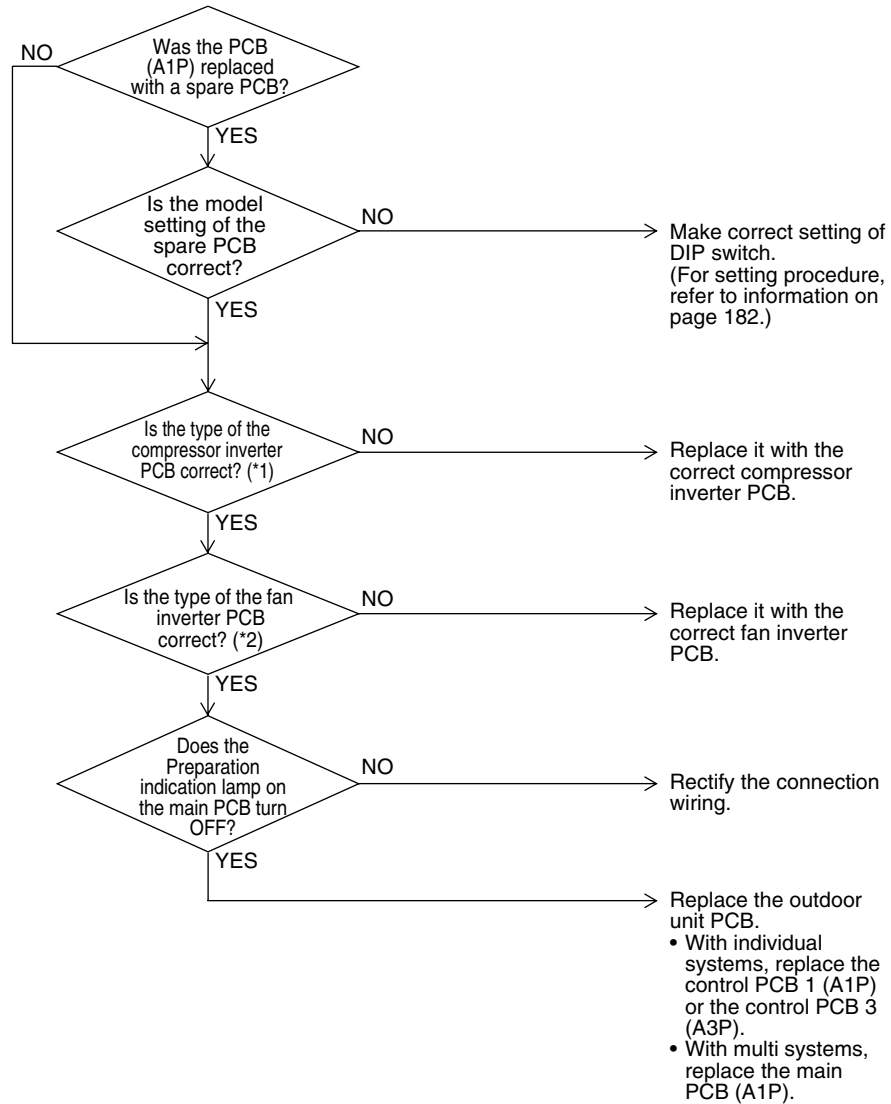 Was the PCB
(A1P) replaced
with a spare PCB?
NO
YES
Is the model
setting of the
spare PCB
correct?
NO
Make correct setting of
DIP switch.
(For setting procedure,
refer to information on
page 182.)
YES
Is the type of the
compressor inverter
PCB correct? (*1)
NO
Replace it with the
correct compressor
inverter PCB.
YES
Is the type of the fan
inverter PCB
correct? (*2)
NO
Replace it with the
correct fan inverter
PCB.
YES
Does the
Preparation
indication lamp on
the main PCB turn
OFF?
NO
Rectify the connection
wiring.
YES
Replace the outdoor
unit PCB.
• With individual
systems, replace the
control PCB 1 (A1P)
or the control PCB 3
(A3P).
• With multi systems,
replace the main
PCB (A1P).